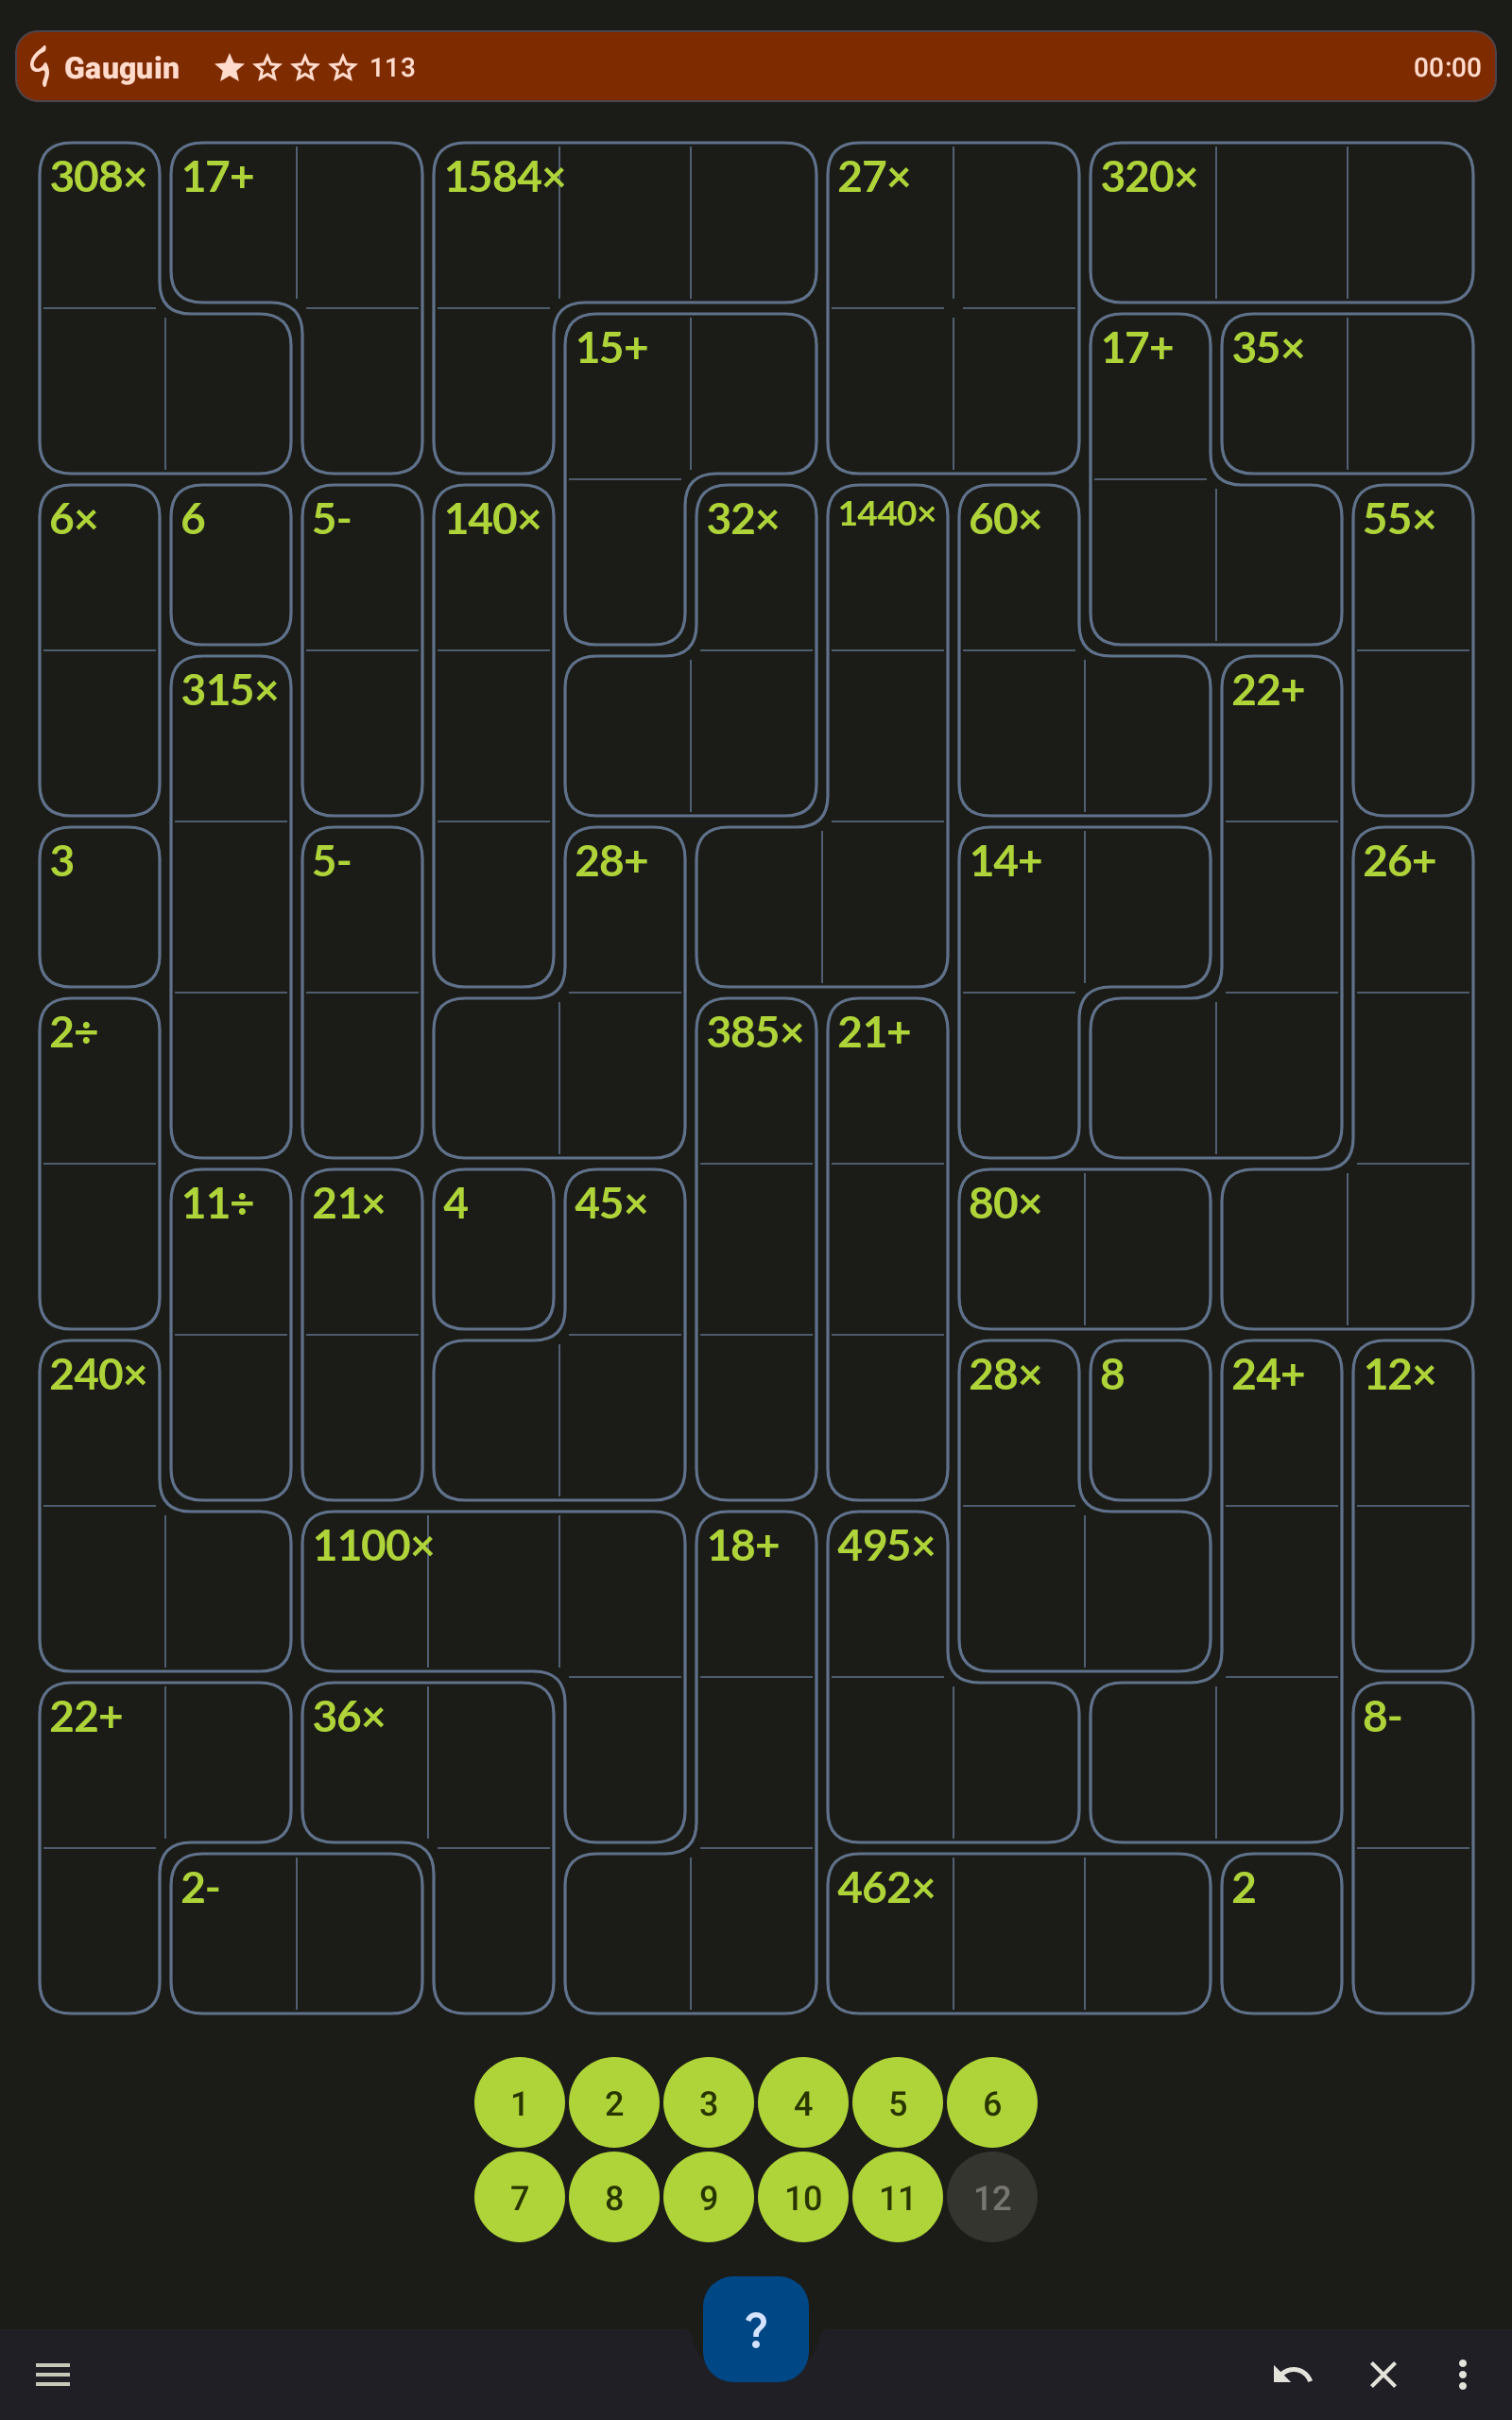 Gauguin 113 00:00
308× 17+ 1584× 27× 320×
15+ 17+ 35×
6× 6 5- 140× 32× 1440× 60× 55×
315× 22+
3 5- 28+ 14+ 26+
2÷ 385× 21+
11÷ 21× 4 45× 80×
240× 28× 8 24+ 12×
1100× 18+ 495×
22+ 36× 8-
2- 462× 2
1 2 3 4 5 6
7 8 9 10 11 12
?